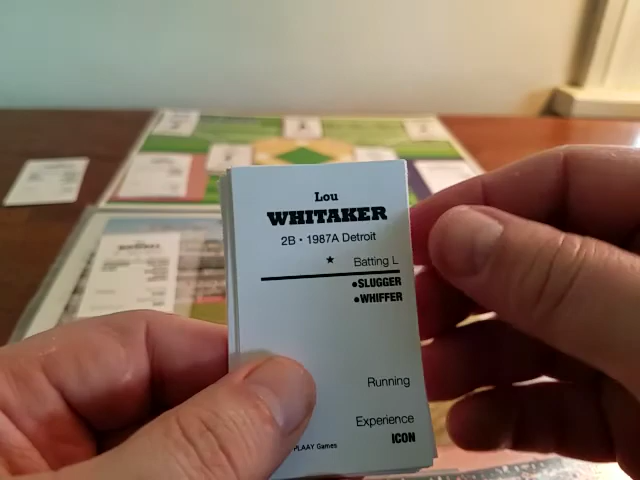 Lou
WHITAKER
2B • 1987A Detroit
★ Batting L
•SLUGGER
•WHIFFER
Running
Experience
ICON
PLAAY Games